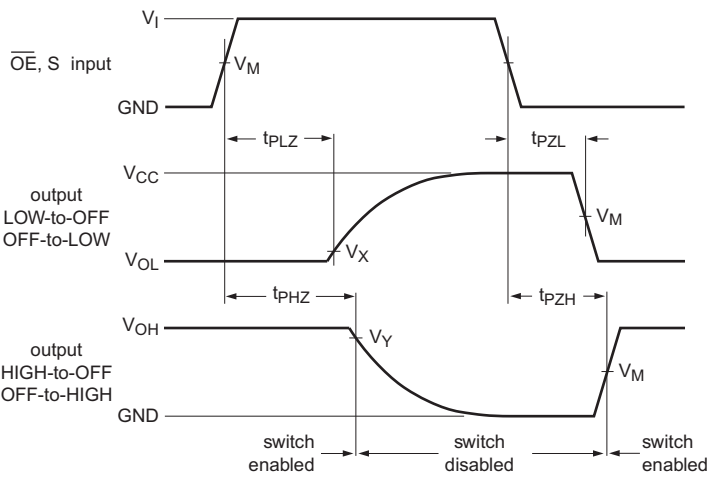 V_I
OE, S input
V_M
GND
t_PLZ
t_PZL
V_CC
output
LOW-to-OFF
OFF-to-LOW
V_M
V_X
V_OL
t_PHZ
t_PZH
V_OH
V_Y
output
HIGH-to-OFF
OFF-to-HIGH
V_M
GND
switch
enabled
switch
disabled
switch
enabled